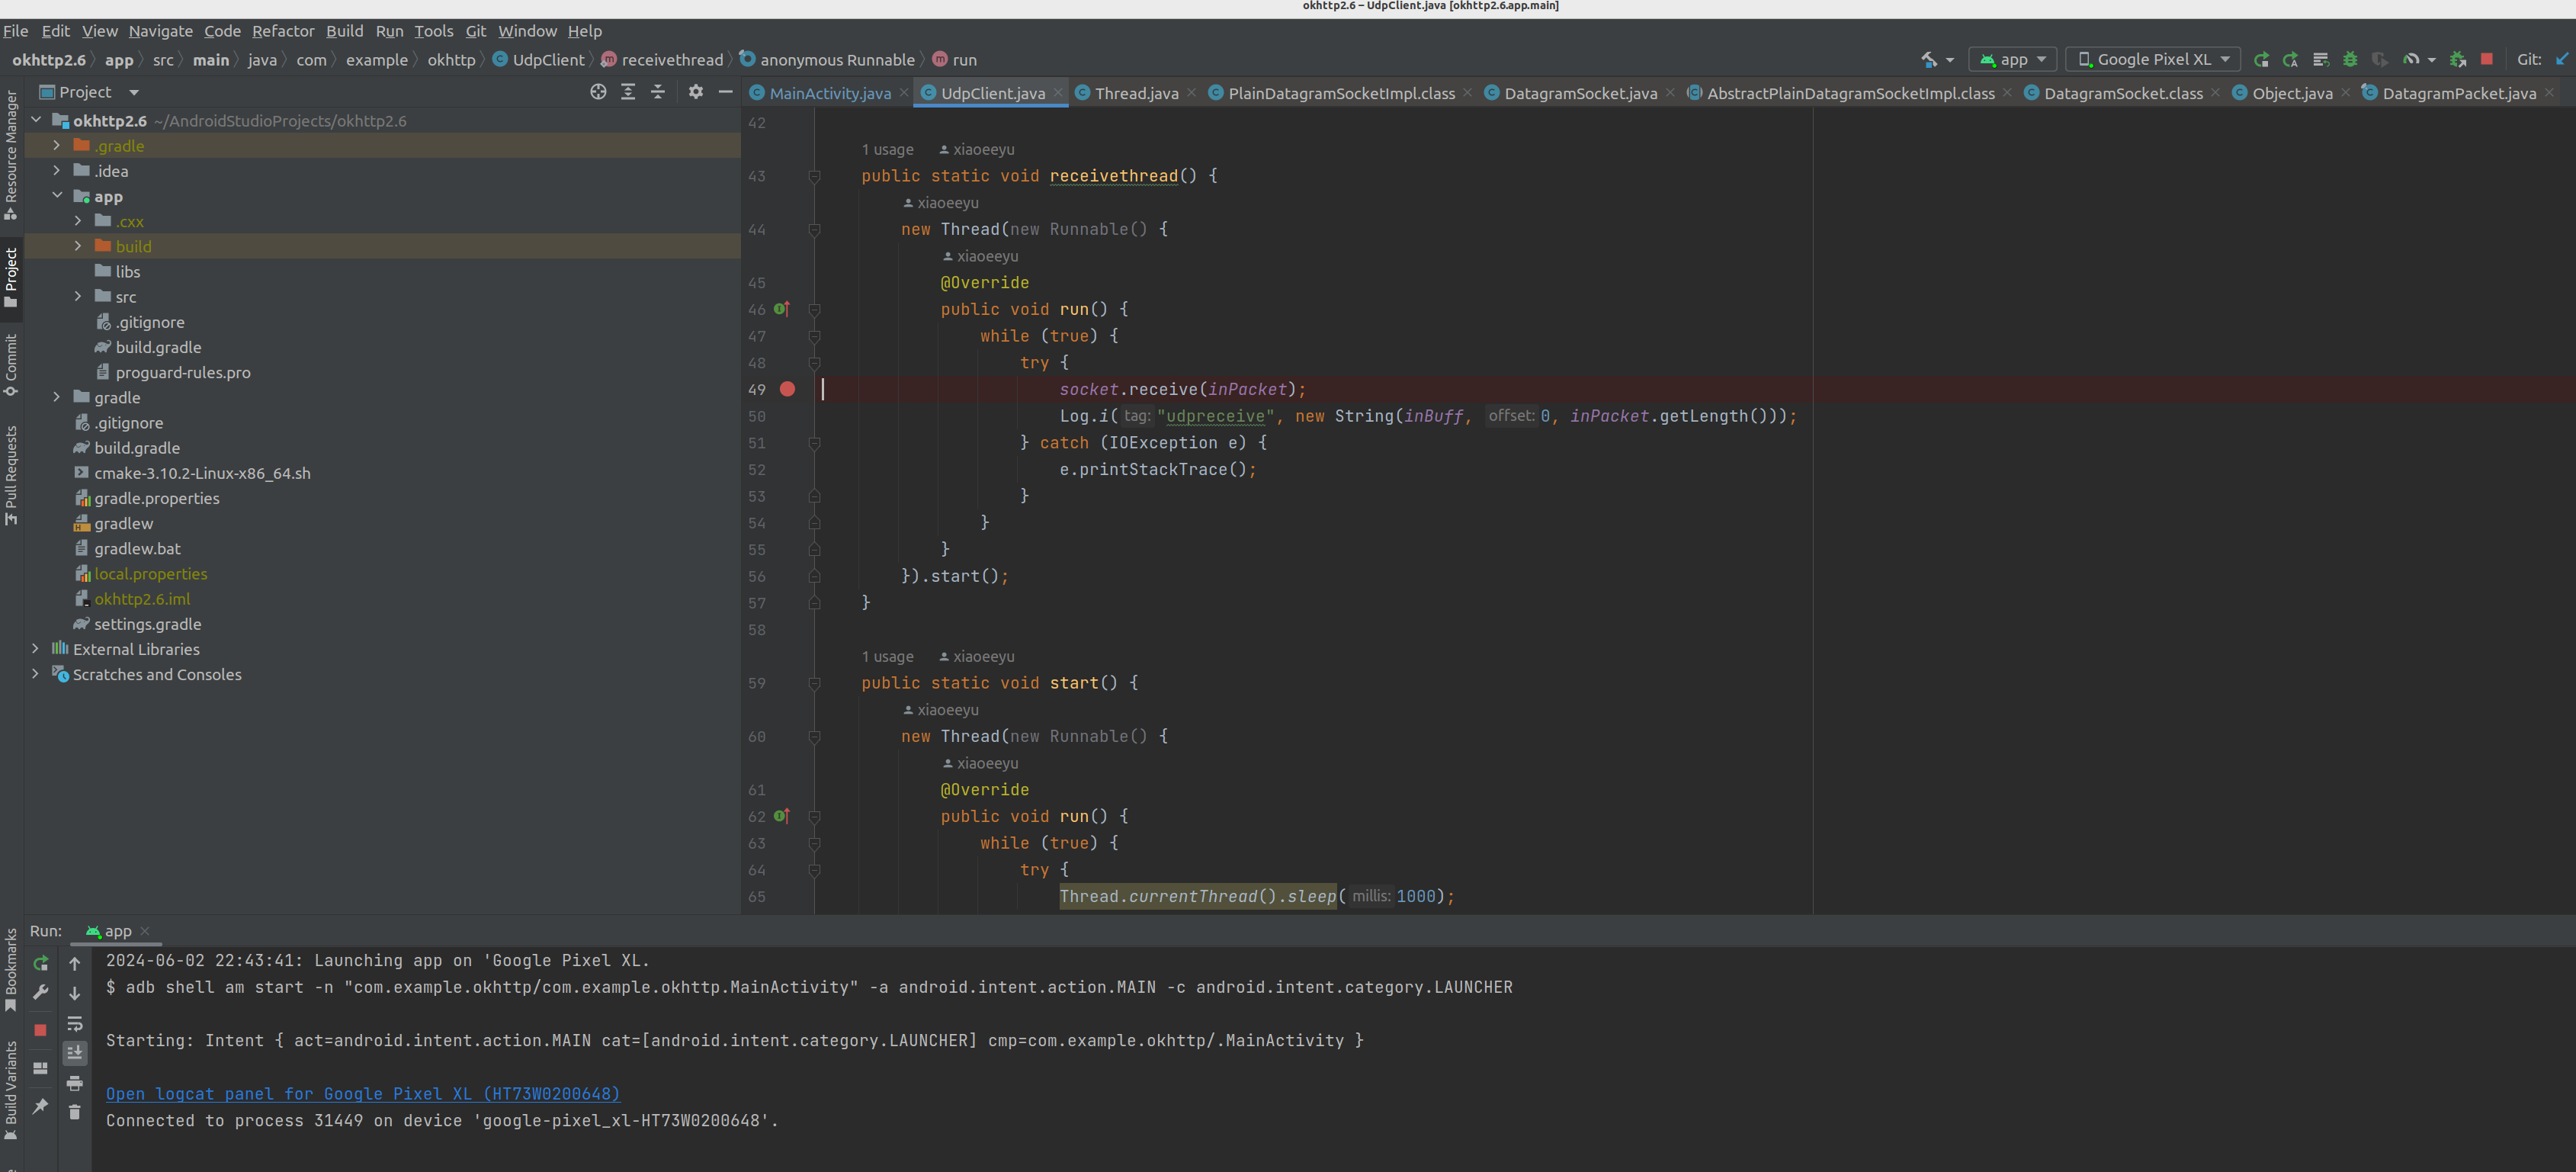 okhttp2.6 – UdpClient.java [okhttp2.6.app.main]
File Edit View Navigate Code Refactor Build Run Tools Git Window Help
okhttp2.6 app src main java com example okhttp UdpClient receivethread anonymous Runnable run
app Google Pixel XL Git:
Project
MainActivity.java UdpClient.java Thread.java PlainDatagramSocketImpl.class DatagramSocket.java AbstractPlainDatagramSocketImpl.class DatagramSocket.class Object.java DatagramPacket.java
Resource Manager
Project
Commit
Pull Requests
Bookmarks
Build Variants
okhttp2.6 ~/AndroidStudioProjects/okhttp2.6
.gradle
.idea
app
.cxx
build
libs
src
.gitignore
build.gradle
proguard-rules.pro
gradle
.gitignore
build.gradle
cmake-3.10.2-Linux-x86_64.sh
gradle.properties
gradlew
gradlew.bat
local.properties
okhttp2.6.iml
settings.gradle
External Libraries
Scratches and Consoles
42
1 usage xiaoeeyu
43 public static void receivethread() {
xiaoeeyu
44 new Thread(new Runnable() {
xiaoeeyu
45 @Override
46 public void run() {
47 while (true) {
48 try {
49 socket.receive(inPacket);
50 Log.i( tag: "udpreceive", new String(inBuff, offset: 0, inPacket.getLength()));
51 } catch (IOException e) {
52 e.printStackTrace();
53 }
54 }
55 }
56 }).start();
57 }
58
1 usage xiaoeeyu
59 public static void start() {
xiaoeeyu
60 new Thread(new Runnable() {
xiaoeeyu
61 @Override
62 public void run() {
63 while (true) {
64 try {
65 Thread.currentThread().sleep( millis: 1000);
Run: app
2024-06-02 22:43:41: Launching app on 'Google Pixel XL.
$ adb shell am start -n "com.example.okhttp/com.example.okhttp.MainActivity" -a android.intent.action.MAIN -c android.intent.category.LAUNCHER
Starting: Intent { act=android.intent.action.MAIN cat=[android.intent.category.LAUNCHER] cmp=com.example.okhttp/.MainActivity }
Open logcat panel for Google Pixel XL (HT73W0200648)
Connected to process 31449 on device 'google-pixel_xl-HT73W0200648'.